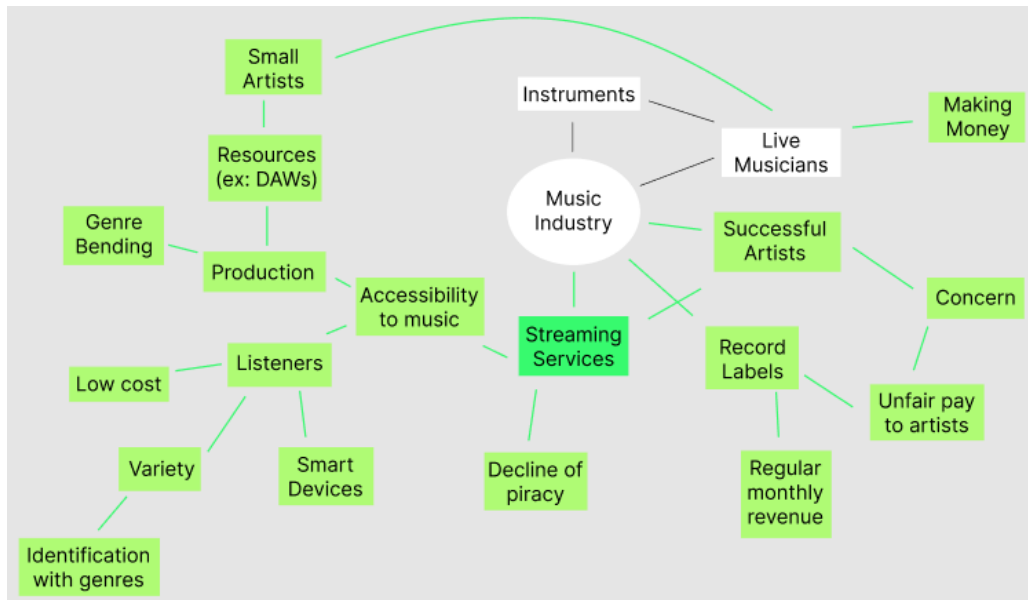 Small
Artists
Instruments
Making
Money
Live
Musicians
Resources
(ex: DAWs)
Music
Industry
Genre
Bending
Successful
Artists
Production
Accessibility
to music
Concern
Streaming
Services
Record
Labels
Listeners
Low cost
Unfair pay
to artists
Variety
Smart
Devices
Decline of
piracy
Regular
monthly
revenue
Identification
with genres